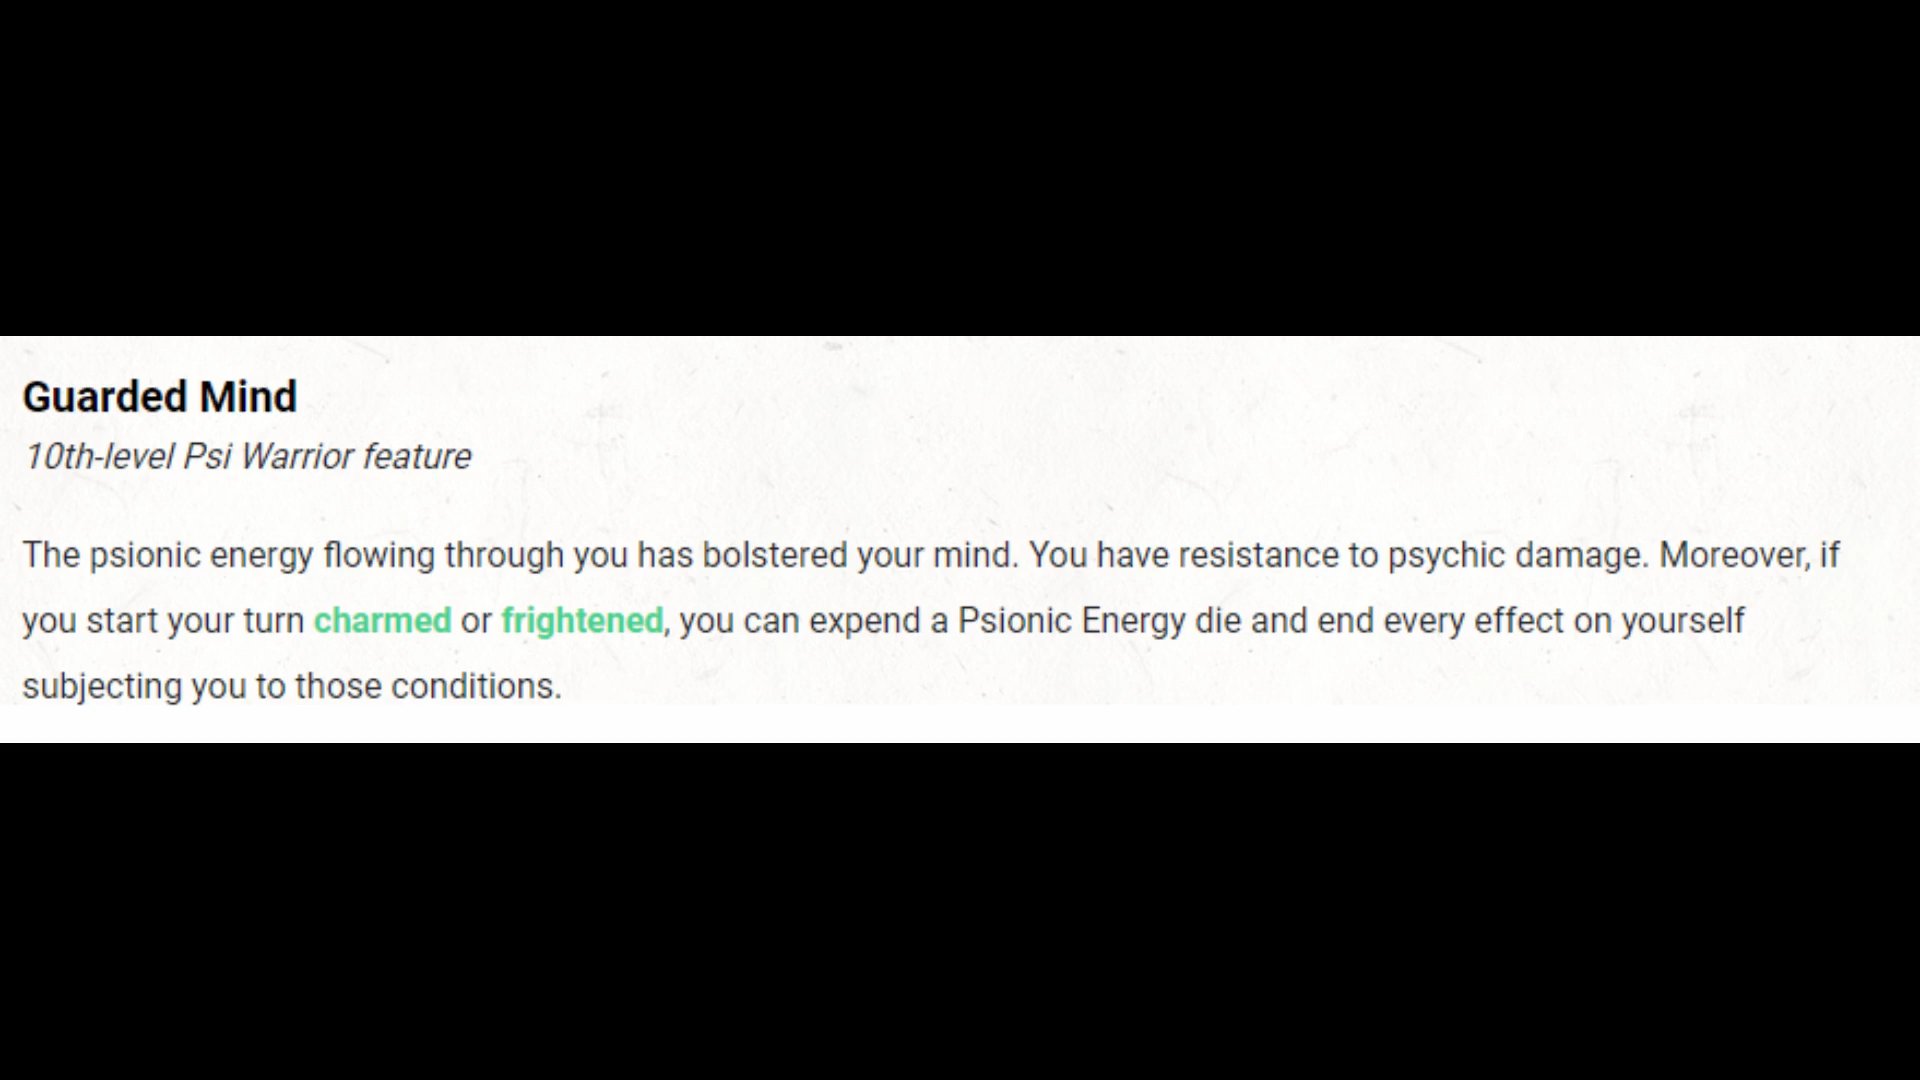 Guarded Mind
10th-level Psi Warrior feature
The psionic energy flowing through you has bolstered your mind. You have resistance to psychic damage. Moreover, if
you start your turn charmed or frightened, you can expend a Psionic Energy die and end every effect on yourself
subjecting you to those conditions.